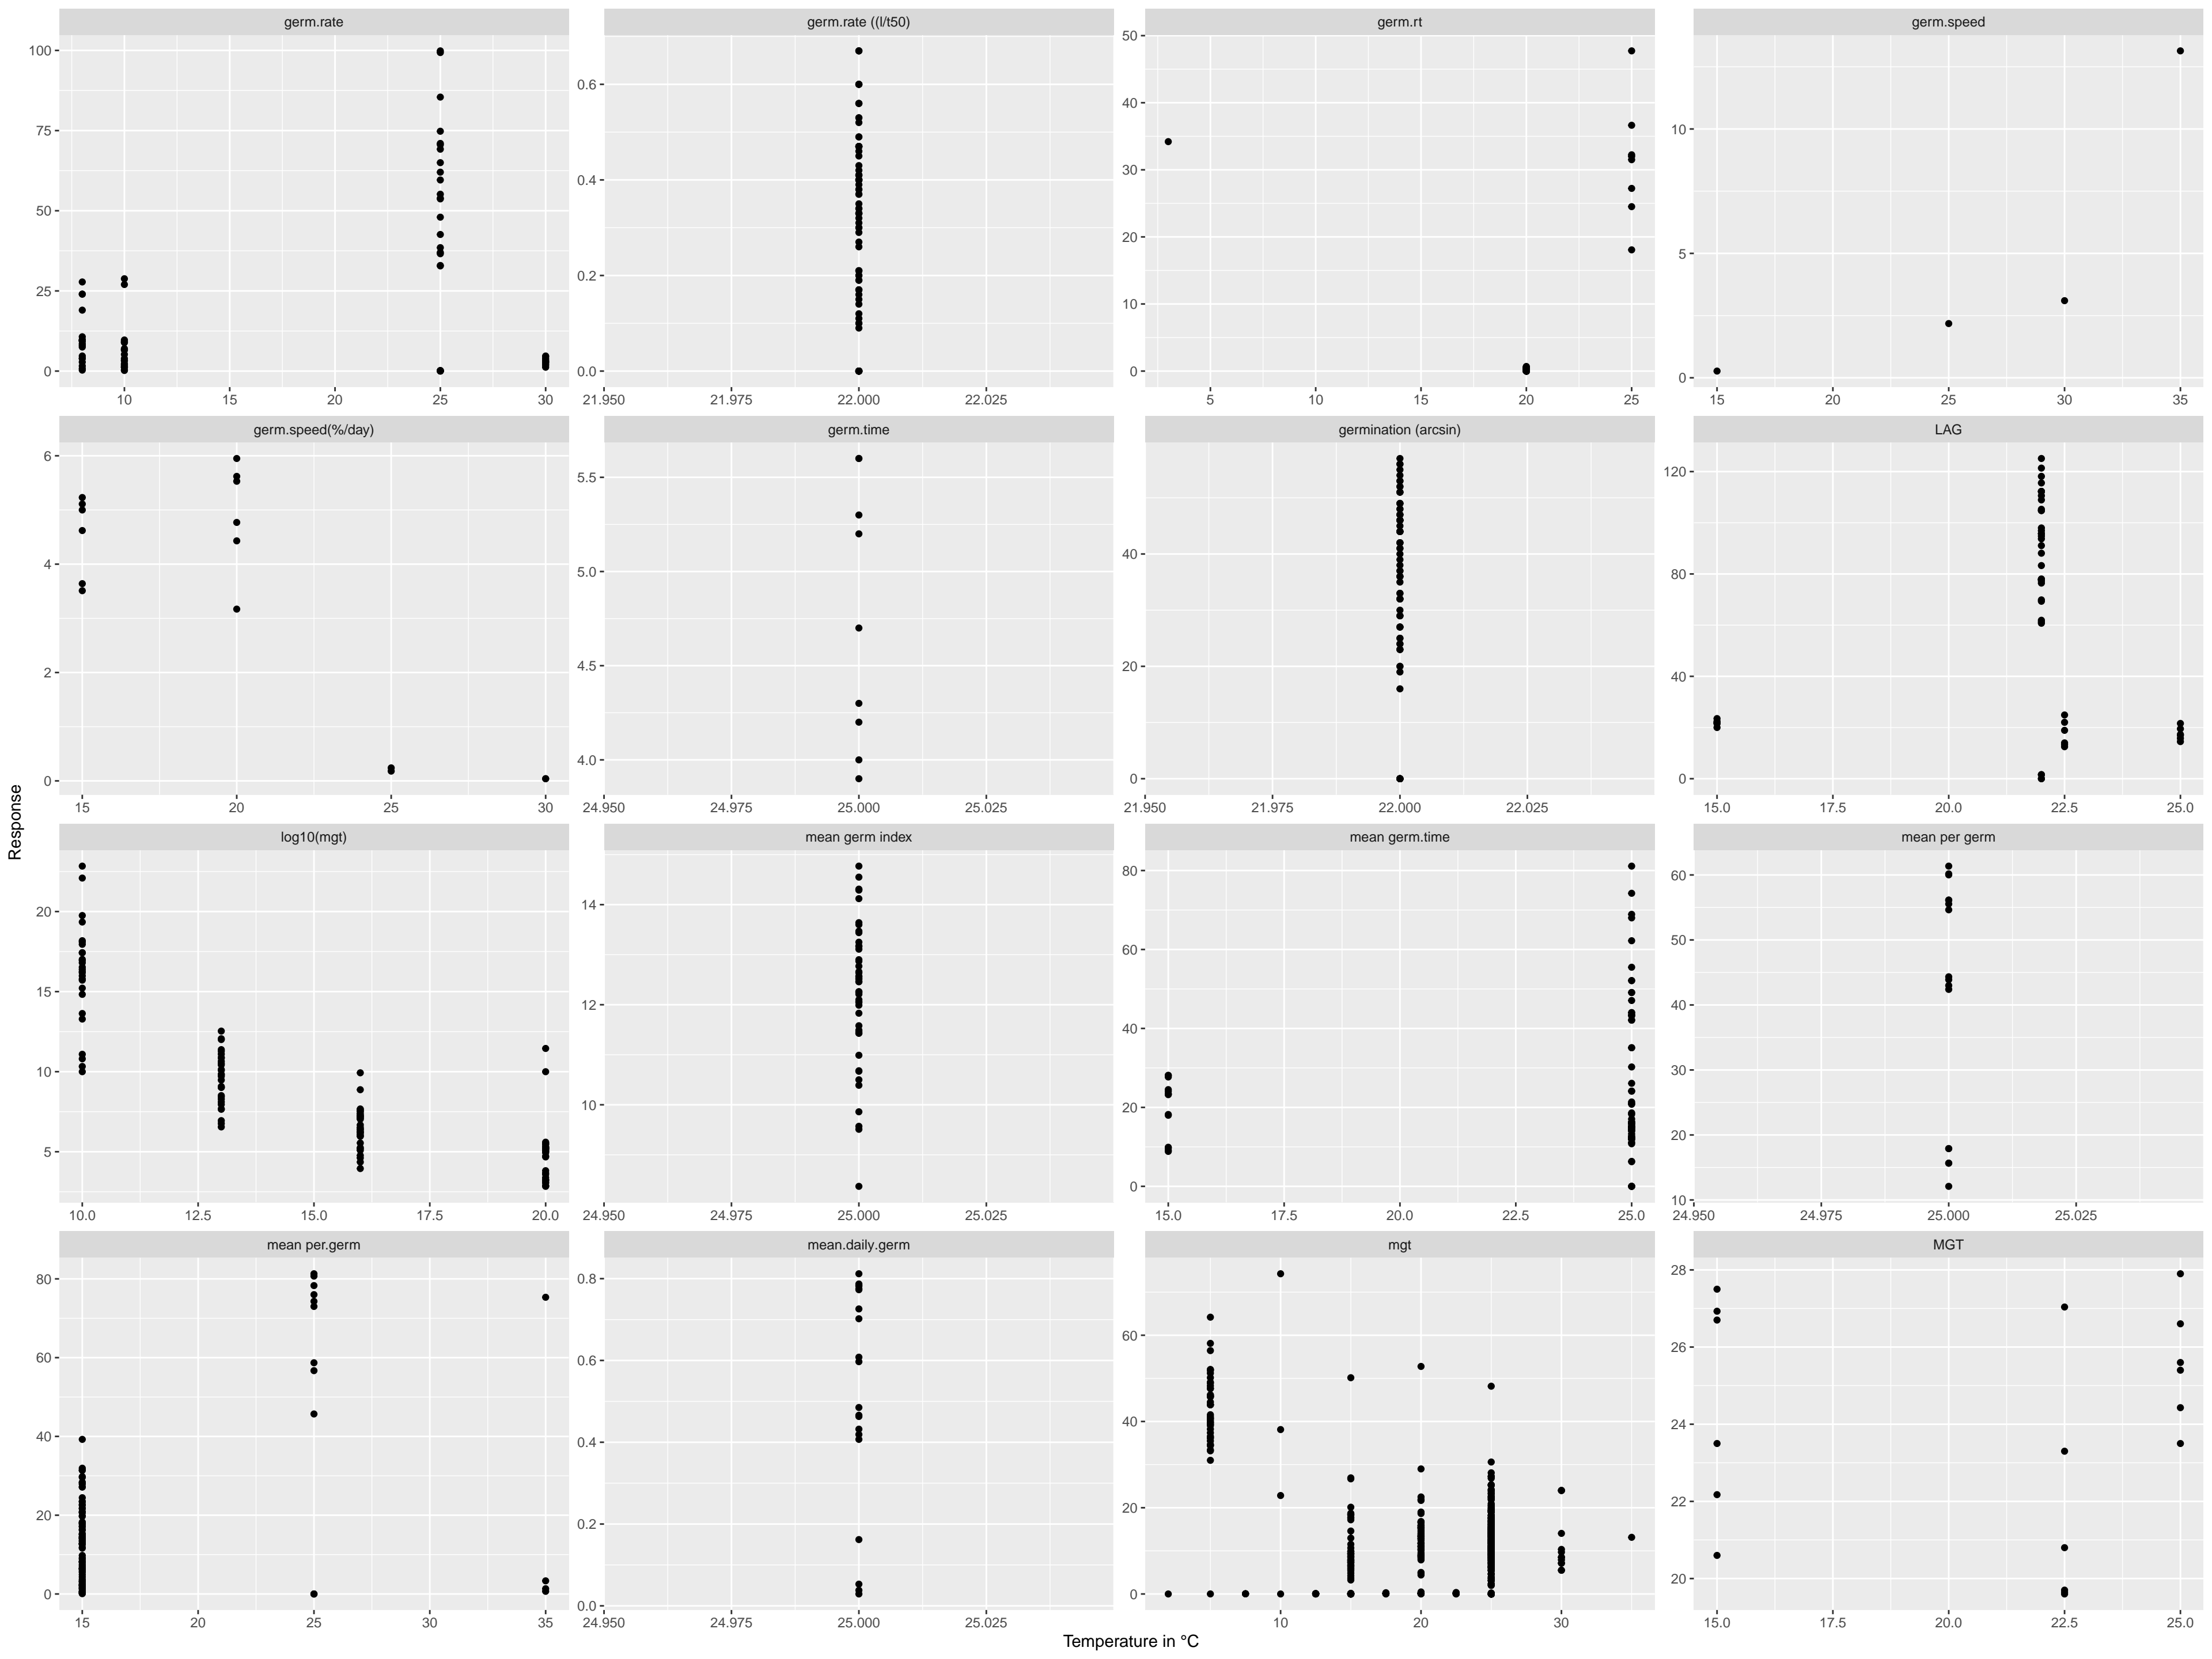 germ.rate
germ.rate ((l/t50)
germ.rt
germ.speed
100
75
50
25
0
0.6
0.4
0.2
0.0
50
40
30
20
10
0
10
5
0
10 15 20 25 30
21.950 21.975 22.000 22.025
5 10 15 20 25
15 20 25 30 35
germ.speed(%/day)
germ.time
germination (arcsin)
LAG
6
4
2
0
5.5
5.0
4.5
4.0
40
20
0
120
80
40
0
15 20 25 30
24.950 24.975 25.000 25.025
21.950 21.975 22.000 22.025
15.0 17.5 20.0 22.5 25.0
Response
log10(mgt)
mean germ index
mean germ.time
mean per germ
20
15
10
5
14
12
10
80
60
40
20
0
60
50
40
30
20
10
10.0 12.5 15.0 17.5 20.0
24.950 24.975 25.000 25.025
15.0 17.5 20.0 22.5 25.0
24.950 24.975 25.000 25.025
mean per.germ
mean.daily.germ
mgt
MGT
80
60
40
20
0
0.8
0.6
0.4
0.2
0.0
60
40
20
0
28
26
24
22
20
15 20 25 30 35
24.950 24.975 25.000 25.025
10 20 30
15.0 17.5 20.0 22.5 25.0
Temperature in °C